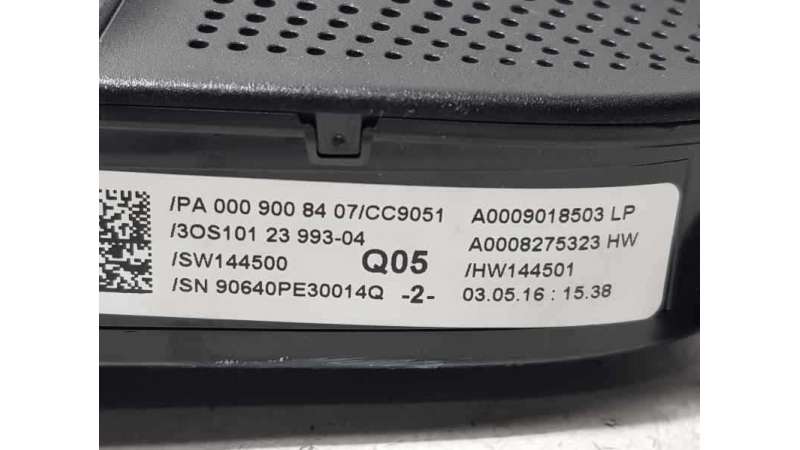 /PA 000 900 84 07/CC9051 A0009018503 LP
/3OS101 23 993-04 A0008275323 HW
/SW144500 Q05 /HW144501
/SN 90640PE30014Q -2- 03.05.16 : 15.38